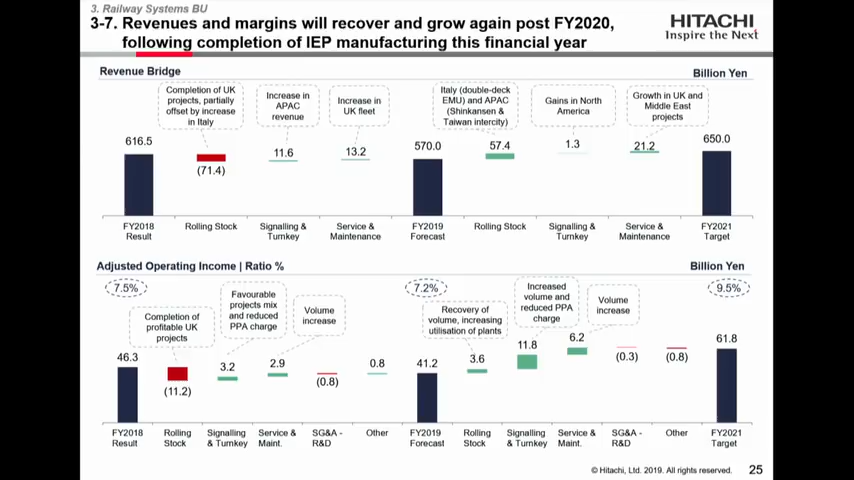 3. Railway Systems BU
3-7. Revenues and margins will recover and grow again post FY2020,
following completion of IEP manufacturing this financial year
HITACHI
Inspire the Next
Revenue Bridge
Billion Yen
Completion of UK
projects, partially
offset by increase
in Italy
Increase in
APAC
revenue
Increase in
UK fleet
Italy (double-deck
EMU) and APAC
(Shinkansen &
Taiwan intercity)
Gains in North
America
Growth in UK and
Middle East
projects
616.5
(71.4)
11.6
13.2
570.0
57.4
1.3
21.2
650.0
FY2018
Result
Rolling Stock
Signalling &
Turnkey
Service &
Maintenance
FY2019
Forecast
Rolling Stock
Signalling &
Turnkey
Service &
Maintenance
FY2021
Target
Adjusted Operating Income | Ratio %
Billion Yen
7.5%
7.2%
9.5%
Completion of
profitable UK
projects
Favourable
projects mix
and reduced
PPA charge
Volume
increase
Recovery of
volume, increasing
utilisation of plants
Increased
volume and
reduced PPA
charge
Volume
increase
46.3
(11.2)
3.2
2.9
(0.8)
0.8
41.2
3.6
11.8
6.2
(0.3)
(0.8)
61.8
FY2018
Result
Rolling
Stock
Signalling
& Turnkey
Service &
Maint.
SG&A -
R&D
Other
FY2019
Forecast
Rolling
Stock
Signalling
& Turnkey
Service &
Maint.
SG&A -
R&D
Other
FY2021
Target
© Hitachi, Ltd. 2019. All rights reserved.
25